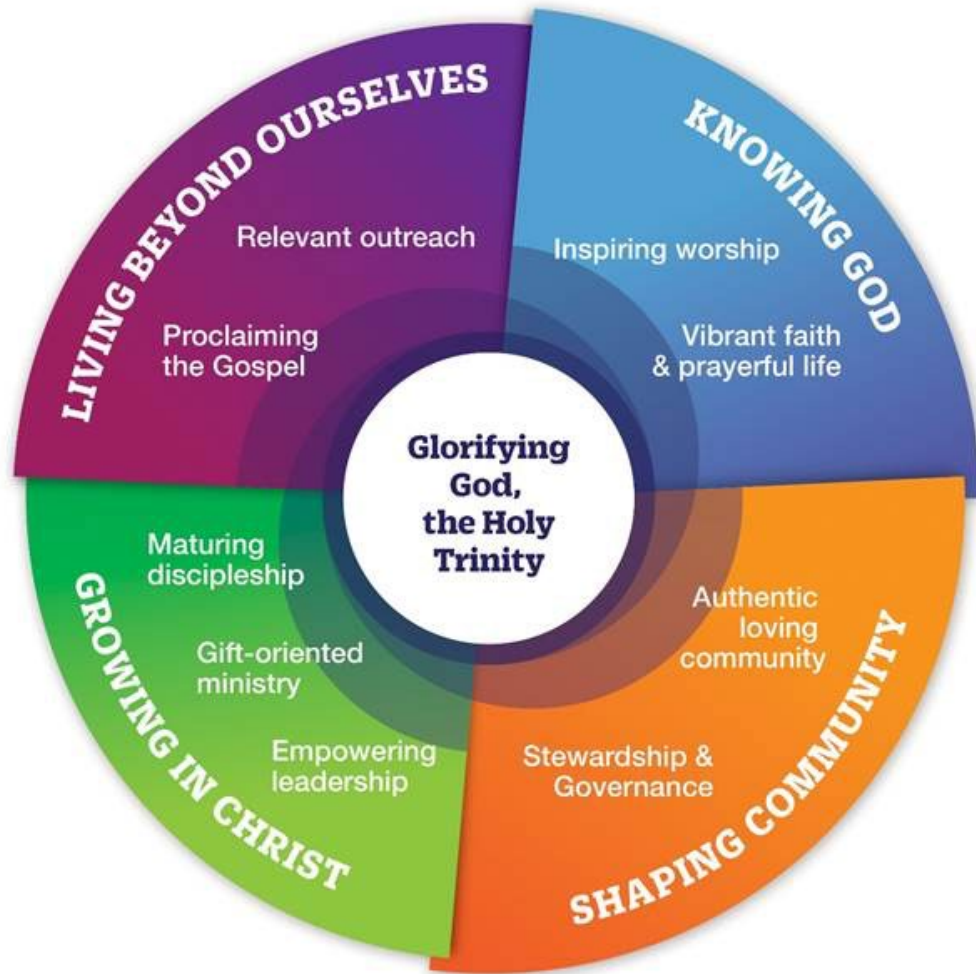 LIVING BEYOND OURSELVES
Relevant outreach
Proclaiming
the Gospel
KNOWING GOD
Inspiring worship
Vibrant faith
& prayerful life
Glorifying
God,
the Holy
Trinity
GROWING IN CHRIST
Maturing
discipleship
Gift-oriented
ministry
Empowering
leadership
SHAPING COMMUNITY
Authentic
loving
community
Stewardship &
Governance